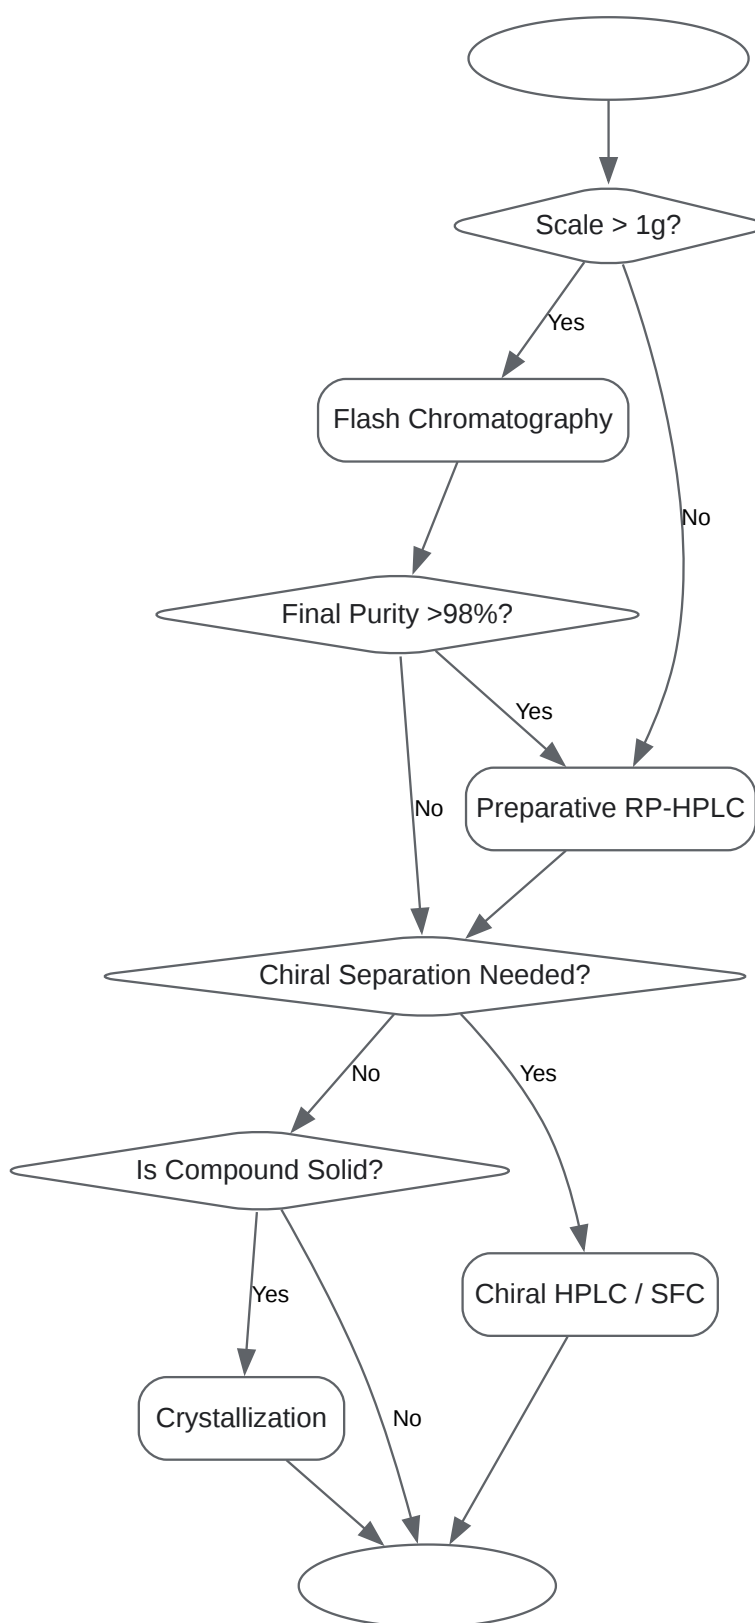 Scale > 1g?
Yes
Flash Chromatography
No
Final Purity >98%?
Yes
No
Preparative RP-HPLC
Chiral Separation Needed?
No
Yes
Is Compound Solid?
Yes
Chiral HPLC / SFC
Crystallization
No